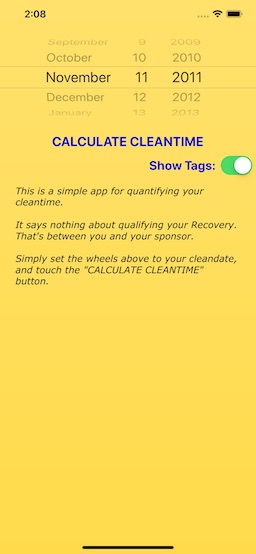 2:08
September 9 2009
October 10 2010
November 11 2011
December 12 2012
January 13 2013
CALCULATE CLEANTIME
Show Tags:
This is a simple app for quantifying your
cleantime.
It says nothing about qualifying your Recovery.
That's between you and your sponsor.
Simply set the wheels above to your cleandate,
and touch the "CALCULATE CLEANTIME"
button.